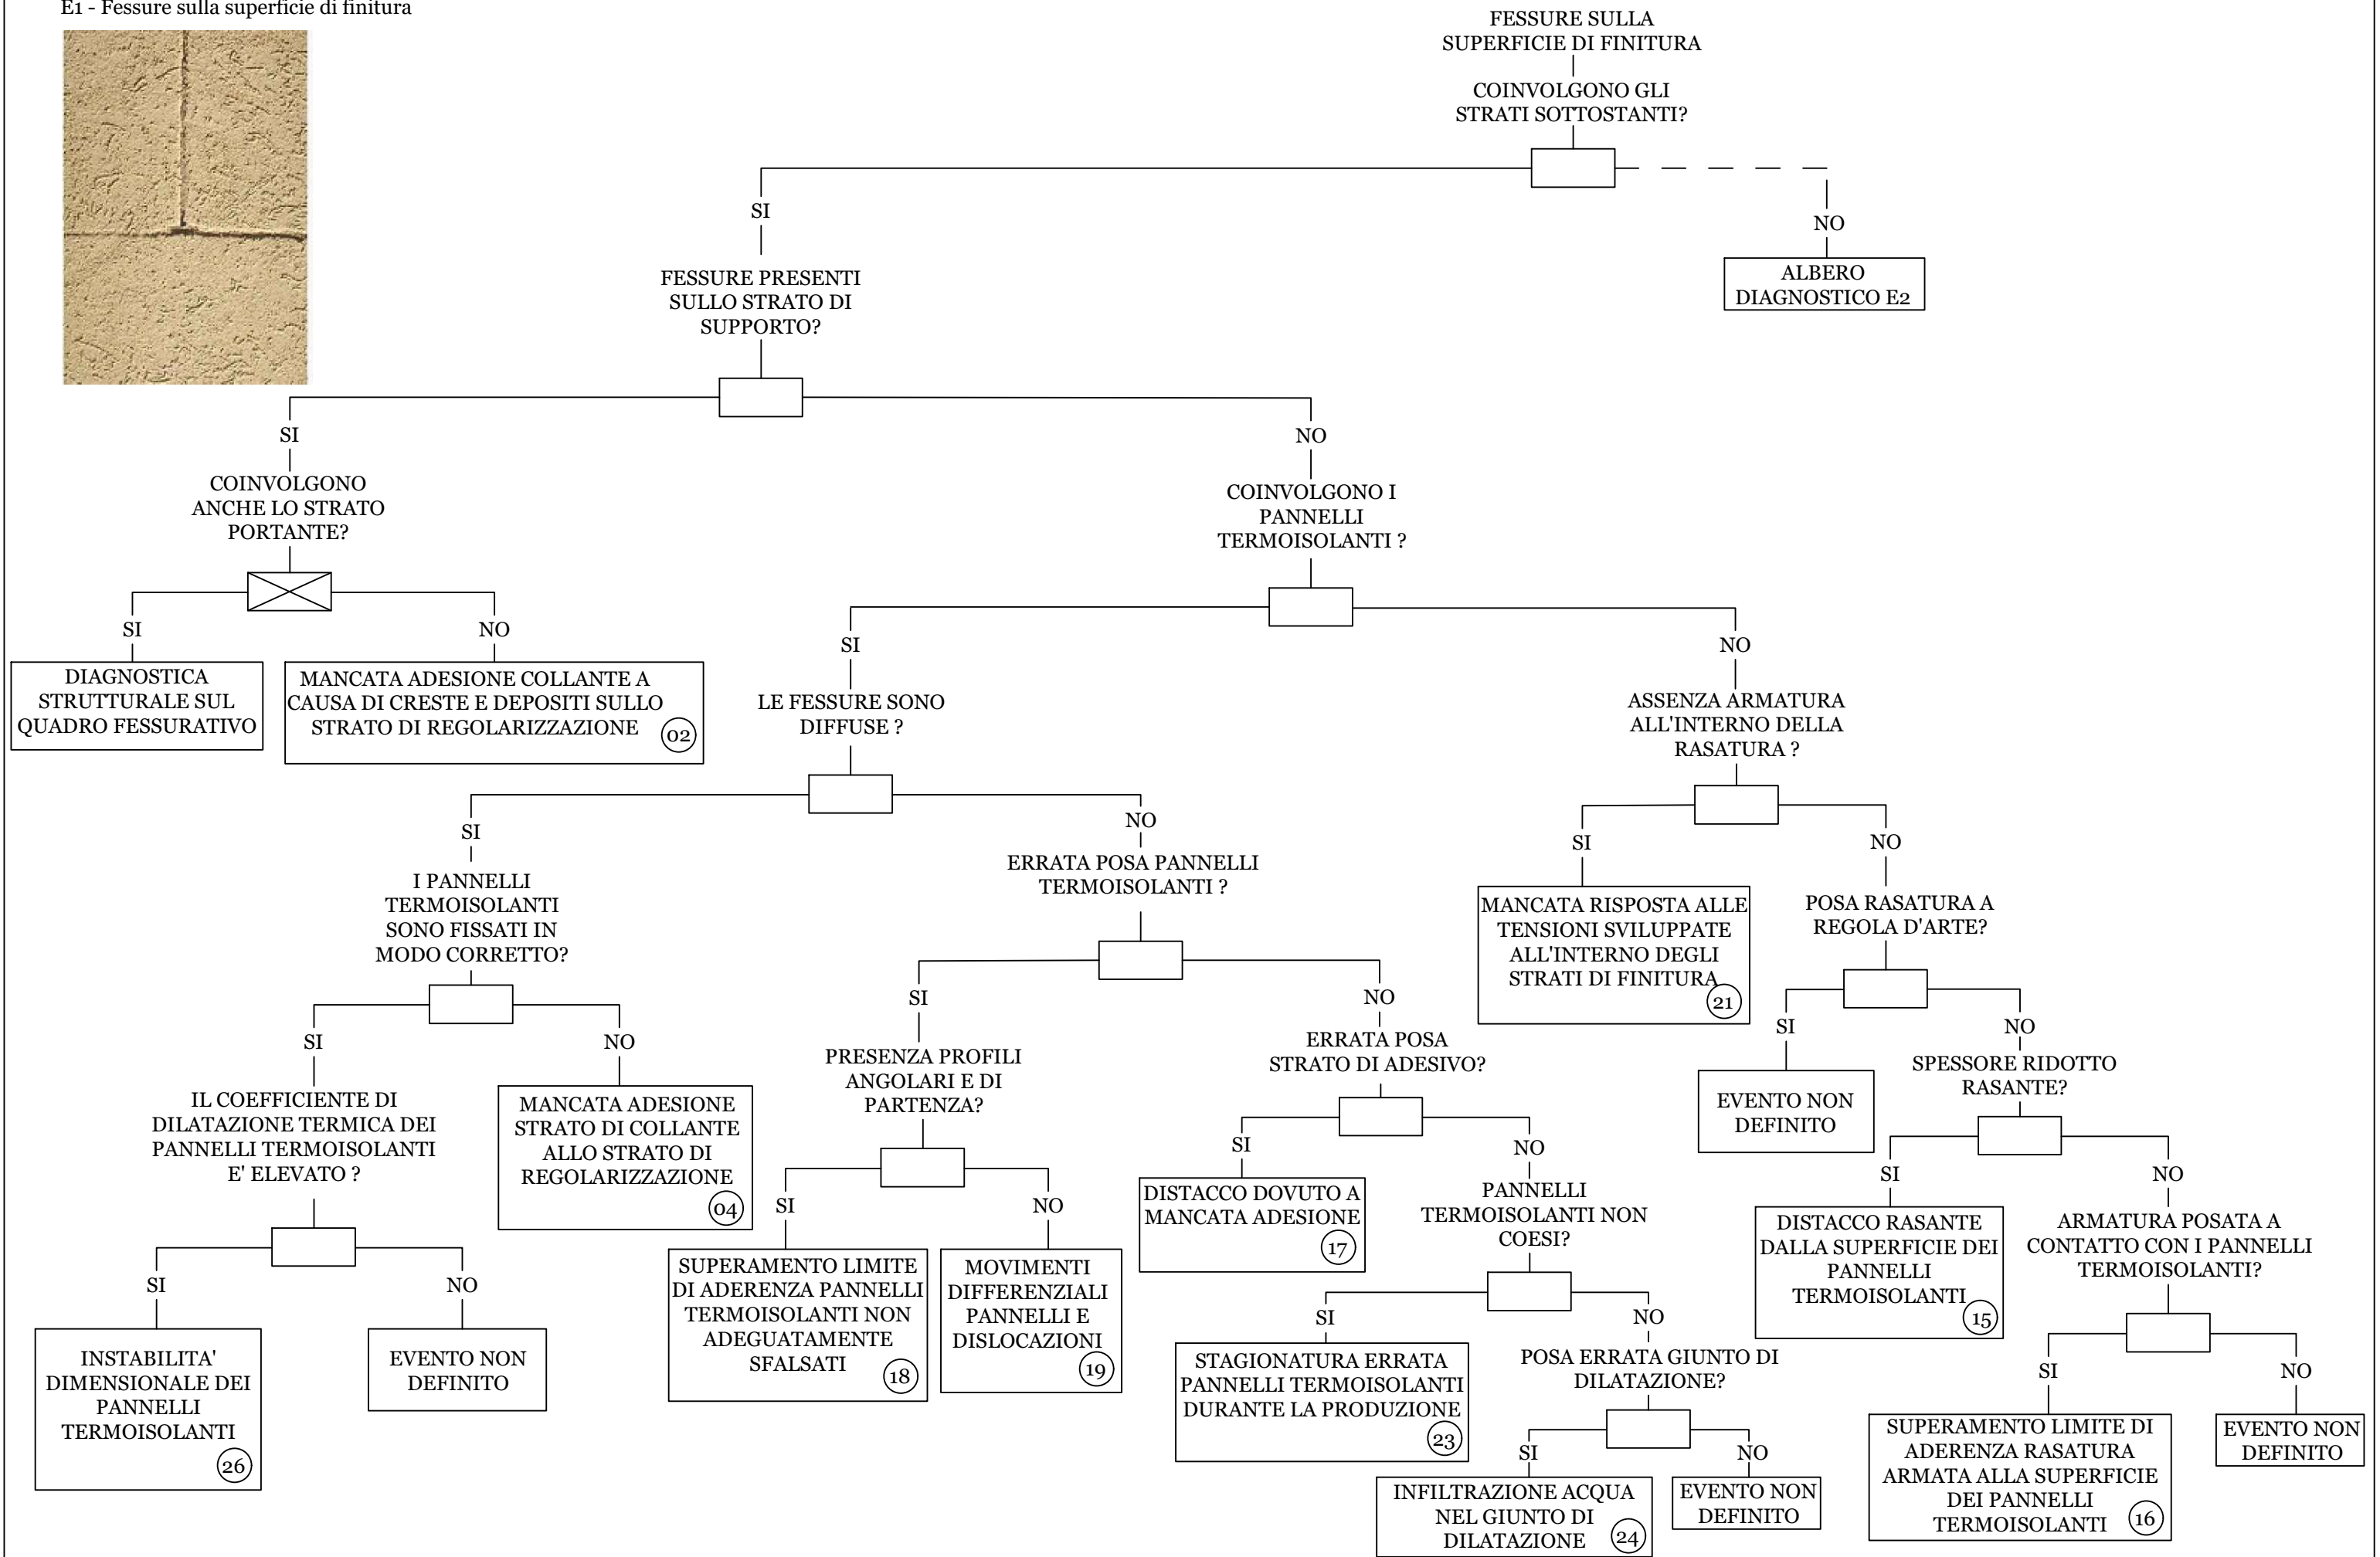 E1 - Fessure sulla superficie di finitura
FESSURE SULLA
SUPERFICIE DI FINITURA
COINVOLGONO GLI
STRATI SOTTOSTANTI?
SI
NO
ALBERO
DIAGNOSTICO E2
FESSURE PRESENTI
SULLO STRATO DI
SUPPORTO?
SI
NO
COINVOLGONO
ANCHE LO STRATO
PORTANTE?
SI
NO
DIAGNOSTICA
STRUTTURALE SUL
QUADRO FESSURATIVO
MANCATA ADESIONE COLLANTE A
CAUSA DI CRESTE E DEPOSITI SULLO
STRATO DI REGOLARIZZAZIONE
02
COINVOLGONO I
PANNELLI
TERMOISOLANTI ?
SI
NO
LE FESSURE SONO
DIFFUSE ?
SI
NO
I PANNELLI
TERMOISOLANTI
SONO FISSATI IN
MODO CORRETTO?
SI
NO
IL COEFFICIENTE DI
DILATAZIONE TERMICA DEI
PANNELLI TERMOISOLANTI
E' ELEVATO ?
SI
NO
INSTABILITA'
DIMENSIONALE DEI
PANNELLI
TERMOISOLANTI
26
EVENTO NON
DEFINITO
MANCATA ADESIONE
STRATO DI COLLANTE
ALLO STRATO DI
REGOLARIZZAZIONE
04
ERRATA POSA PANNELLI
TERMOISOLANTI ?
SI
NO
PRESENZA PROFILI
ANGOLARI E DI
PARTENZA?
SI
NO
SUPERAMENTO LIMITE
DI ADERENZA PANNELLI
TERMOISOLANTI NON
ADEGUATAMENTE
SFALSATI
18
MOVIMENTI
DIFFERENZIALI
PANNELLI E
DISLOCAZIONI
19
ERRATA POSA
STRATO DI ADESIVO?
SI
NO
DISTACCO DOVUTO A
MANCATA ADESIONE
17
PANNELLI
TERMOISOLANTI NON
COESI?
SI
NO
STAGIONATURA ERRATA
PANNELLI TERMOISOLANTI
DURANTE LA PRODUZIONE
23
POSA ERRATA GIUNTO DI
DILATAZIONE?
SI
NO
INFILTRAZIONE ACQUA
NEL GIUNTO DI
DILATAZIONE
24
EVENTO NON
DEFINITO
ASSENZA ARMATURA
ALL'INTERNO DELLA
RASATURA ?
SI
NO
MANCATA RISPOSTA ALLE
TENSIONI SVILUPPATE
ALL'INTERNO DEGLI
STRATI DI FINITURA
21
POSA RASATURA A
REGOLA D'ARTE?
SI
NO
EVENTO NON
DEFINITO
SPESSORE RIDOTTO
RASANTE?
SI
NO
DISTACCO RASANTE
DALLA SUPERFICIE DEI
PANNELLI
TERMOISOLANTI
15
ARMATURA POSATA A
CONTATTO CON I PANNELLI
TERMOISOLANTI?
SI
NO
SUPERAMENTO LIMITE DI
ADERENZA RASATURA
ARMATA ALLA SUPERFICIE
DEI PANNELLI
TERMOISOLANTI
16
EVENTO NON
DEFINITO